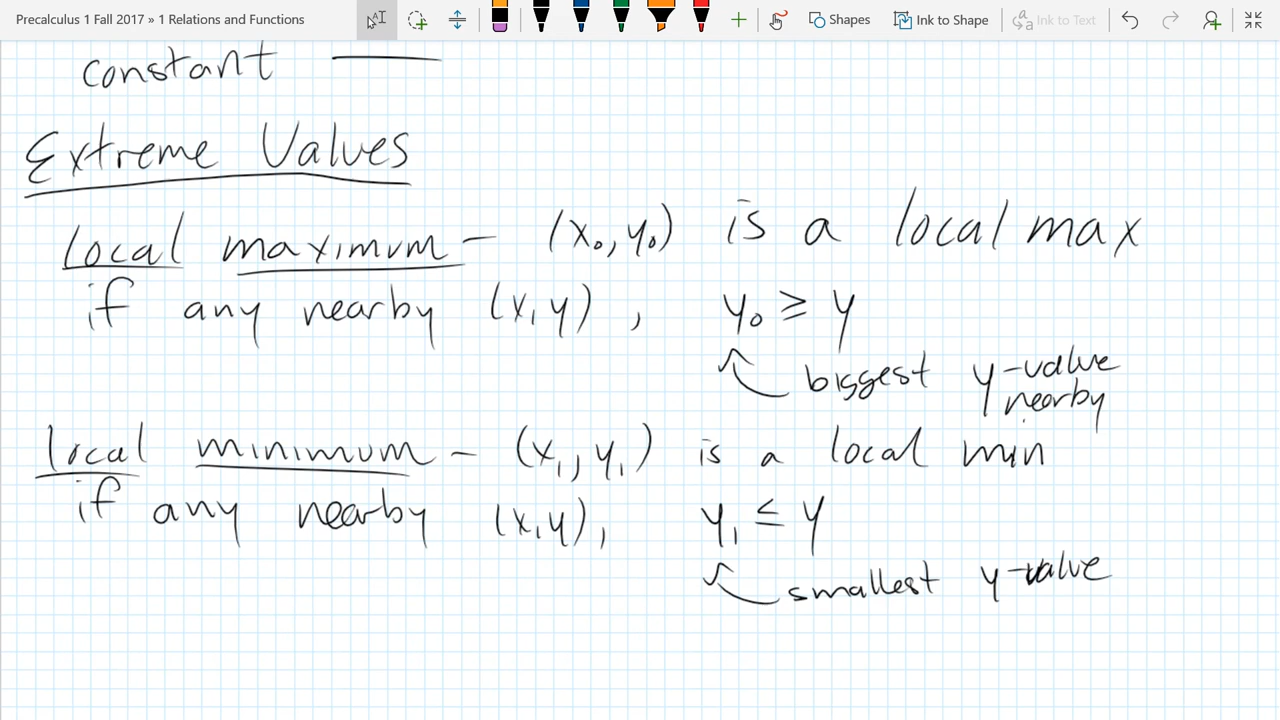 Precalculus 1 Fall 2017 » 1 Relations and Functions
Shapes
Ink to Shape
Ink to Text
constant
Extreme Values
local maximum - (x₀, y₀) is a local max
if any nearby (x, y), y₀ ≥ y
biggest y-value
nearby
local minimum - (x₁, y₁) is a local min
if any nearby (x, y), y₁ ≤ y
smallest y-value